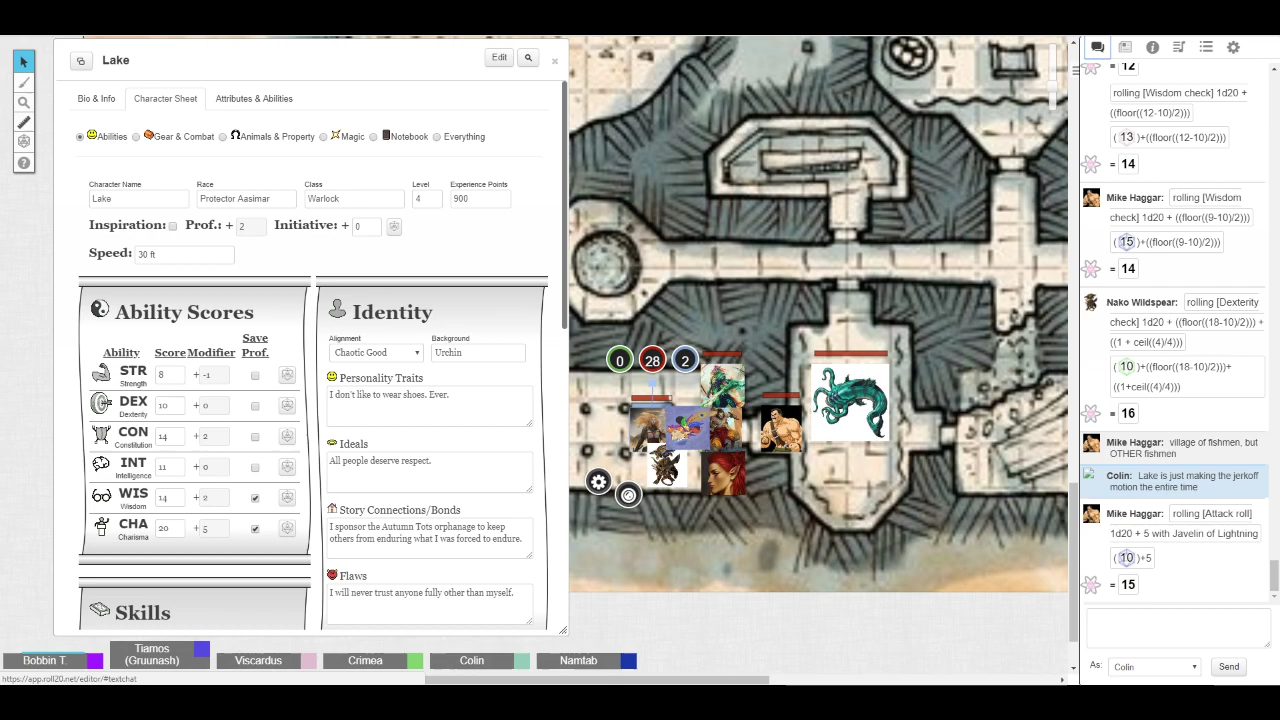 Lake
Edit
Bio & Info
Character Sheet
Attributes & Abilities
Abilities
Gear & Combat
Animals & Property
Magic
Notebook
Everything
Character Name
Race
Class
Level
Experience Points
Lake
Protector Aasimar
Warlock
4
900
Inspiration:
Prof.: + 2
Initiative: + 0
Speed: 30 ft
Ability Scores
Ability
Score
Modifier
Save
Prof.
STR
Strength
8
+ -1
DEX
Dexterity
10
+ 0
CON
Constitution
14
+ 2
INT
Intelligence
11
+ 0
WIS
Wisdom
14
+ 2
CHA
Charisma
20
+ 5
Skills
Identity
Alignment
Background
Chaotic Good
Urchin
Personality Traits
I don't like to wear shoes. Ever.
Ideals
All people deserve respect.
Story Connections/Bonds
I sponsor the Autumn Tots orphanage to keep
others from enduring what I was forced to endure.
Flaws
I will never trust anyone fully other than myself.
0
28
2
= 12
rolling [Wisdom check] 1d20 +
((floor((12-10)/2)))
(13)+((floor((12-10)/2)))
= 14
Mike Haggar: rolling [Wisdom
check] 1d20 + ((floor((9-10)/2)))
(15)+((floor((9-10)/2)))
= 14
Nako Wildspear: rolling [Dexterity
check] 1d20 + ((floor((18-10)/2))) +
((1 + ceil((4)/4)))
(10)+((floor((18-10)/2)))+
((1+ceil((4)/4)))
= 16
Mike Haggar: village of fishmen, but
OTHER fishmen
Colin: Lake is just making the jerkoff
motion the entire time
Mike Haggar: rolling [Attack roll]
1d20 + 5 with Javelin of Lightning
(10)+5
= 15
As: Colin
Send
Bobbin T.
Tiamos
(Gruunash)
Viscardus
Crimea
Colin
Namtab
https://app.roll20.net/editor/#textchat